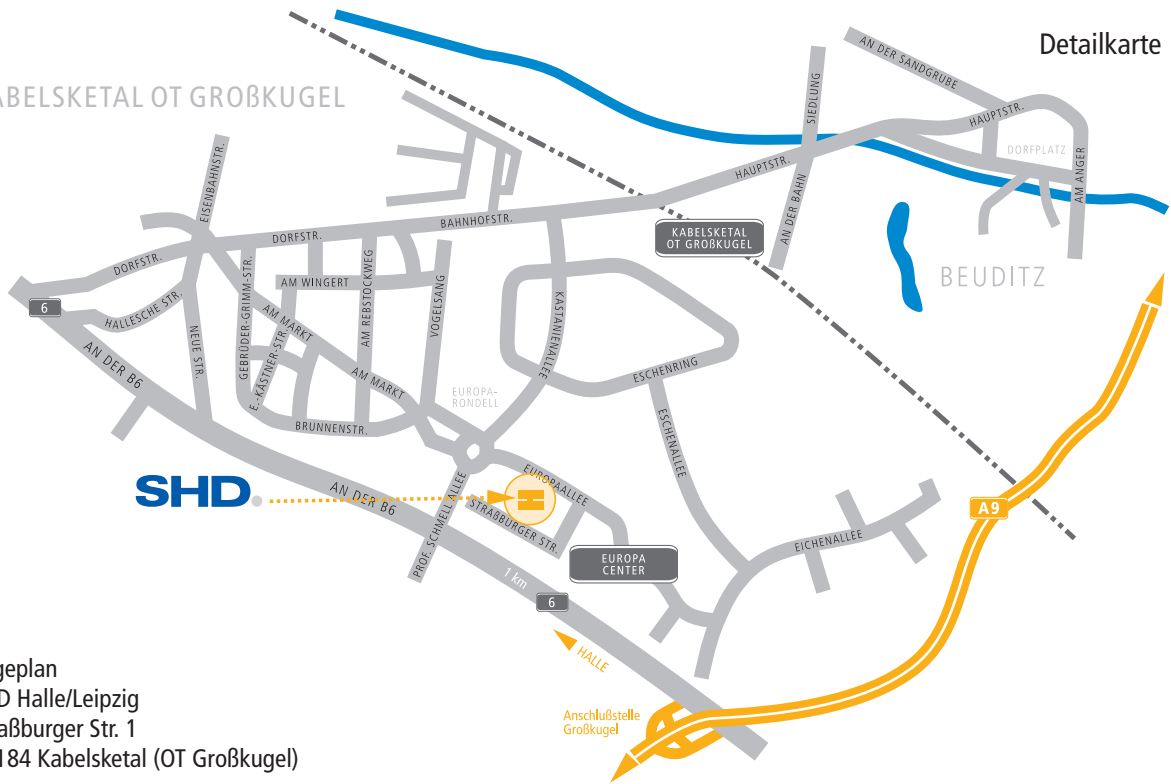 Detailkarte
ABELSKETAL OT GROßKUGEL
AN DER SANDGRUBE
SIEDLUNG
HAUPTSTR.
DORFPLATZ
AM ANGER
HAUPTSTR.
AN DER BAHN
EISENBAHNSTR.
BAHNHOFSTR.
DORFSTR.
KABELSKETAL
OT GROßKUGEL
BEUDITZ
DORFSTR.
AM WINGERT
6
HALLESCHE STR.
NEUE STR.
GEBRÜDER-GRIMM-STR.
E.-KÄSTNER-STR.
AM MARKT
AM REBSTOCKWEG
VOGELSANG
KASTANIENALLEE
AN DER B6
AM MARKT
EUROPA-
RONDELL
ESCHENRING
BRUNNENSTR.
ESCHENALLEE
SHD
AN DER B6
EUROPAALLEE
STRAßBURGER STR.
PROF. SCHMELL ALLEE
A9
EICHENALLEE
EUROPA
CENTER
1 km
6
HALLE
Anschlußstelle
Großkugel
geplan
D Halle/Leipzig
aßburger Str. 1
184 Kabelsketal (OT Großkugel)